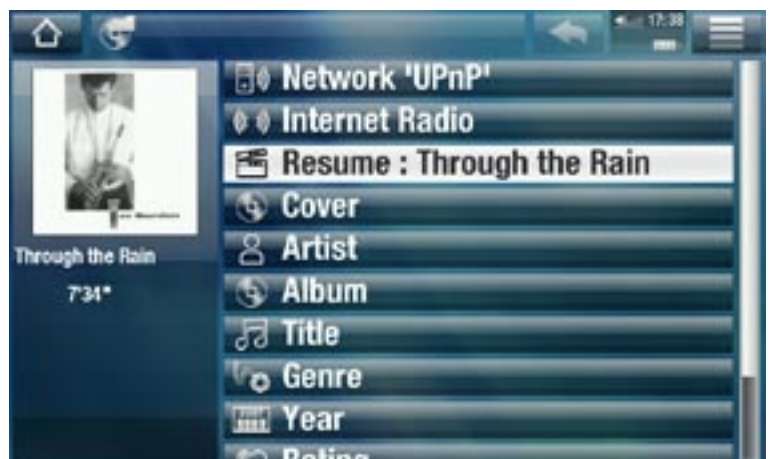 17:38
Network 'UPnP'
Internet Radio
Resume : Through the Rain
Cover
Artist
Through the Rain
Album
7'34"
Title
Genre
Year
Rating